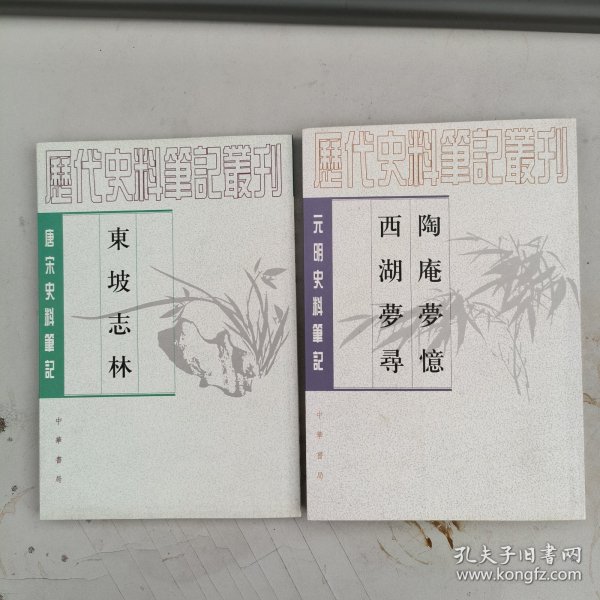 歷代史料筆記叢刊
唐宋史料筆記
東坡志林
中華書局
歷代史料筆記叢刊
元明史料筆記
陶庵夢憶
西湖夢尋
中華書局
孔夫子旧书网
www.kongfz.com